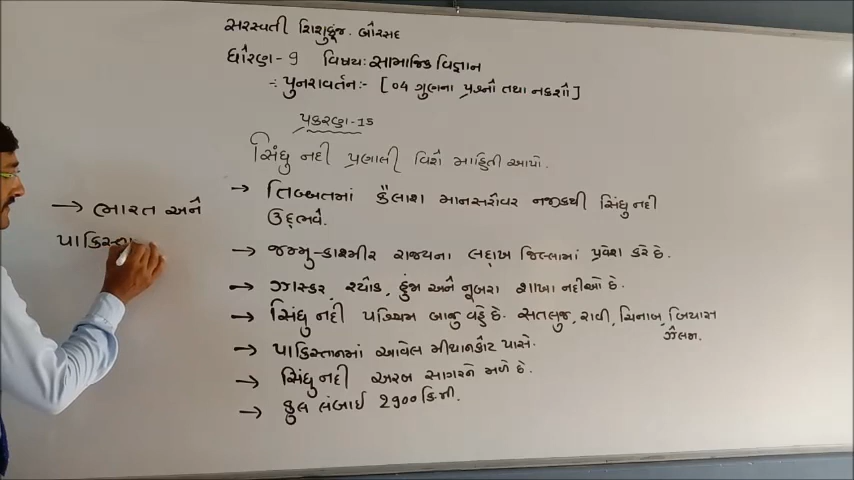 સરસ્વતી શિશુકૂંજ. બોરસદ
ધોરણ-9 વિષય: સામાજિક વિજ્ઞાન
-: પુનરાવર્તન:- [04 ગુણના પ્રશ્નો તથા નકશો]
પ્રકરણ-15
સિંધુ નદી પ્રણાલી વિશે માહિતી આપો.
→ તિબ્બતમાં કૈલાશ માનસરોવર નજીકથી સિંધુ નદી
ઉદ્દભવે.
→ જમ્મુ-કાશ્મીર રાજ્યના લદ્દાખ જિલ્લામાં પ્રવેશ કરે છે.
→ ઝાસ્કર, શ્યોક, હુંઝા અને નૂબરા શાખા નદીઓ છે.
→ સિંધુ નદી પશ્ચિમ બાજુ વહે છે. સતલુજ, રાવી, ચિનાબ, બિયાસ
ઝેલમ.
→ પાકિસ્તાનમાં આવેલ મીથાનકોટ પાસે.
→ સિંધુ નદી અરબ સાગરને મળે છે.
→ કુલ લંબાઈ 2900 કિ.મી.
→ ભારત અને
પાકિસ્તા